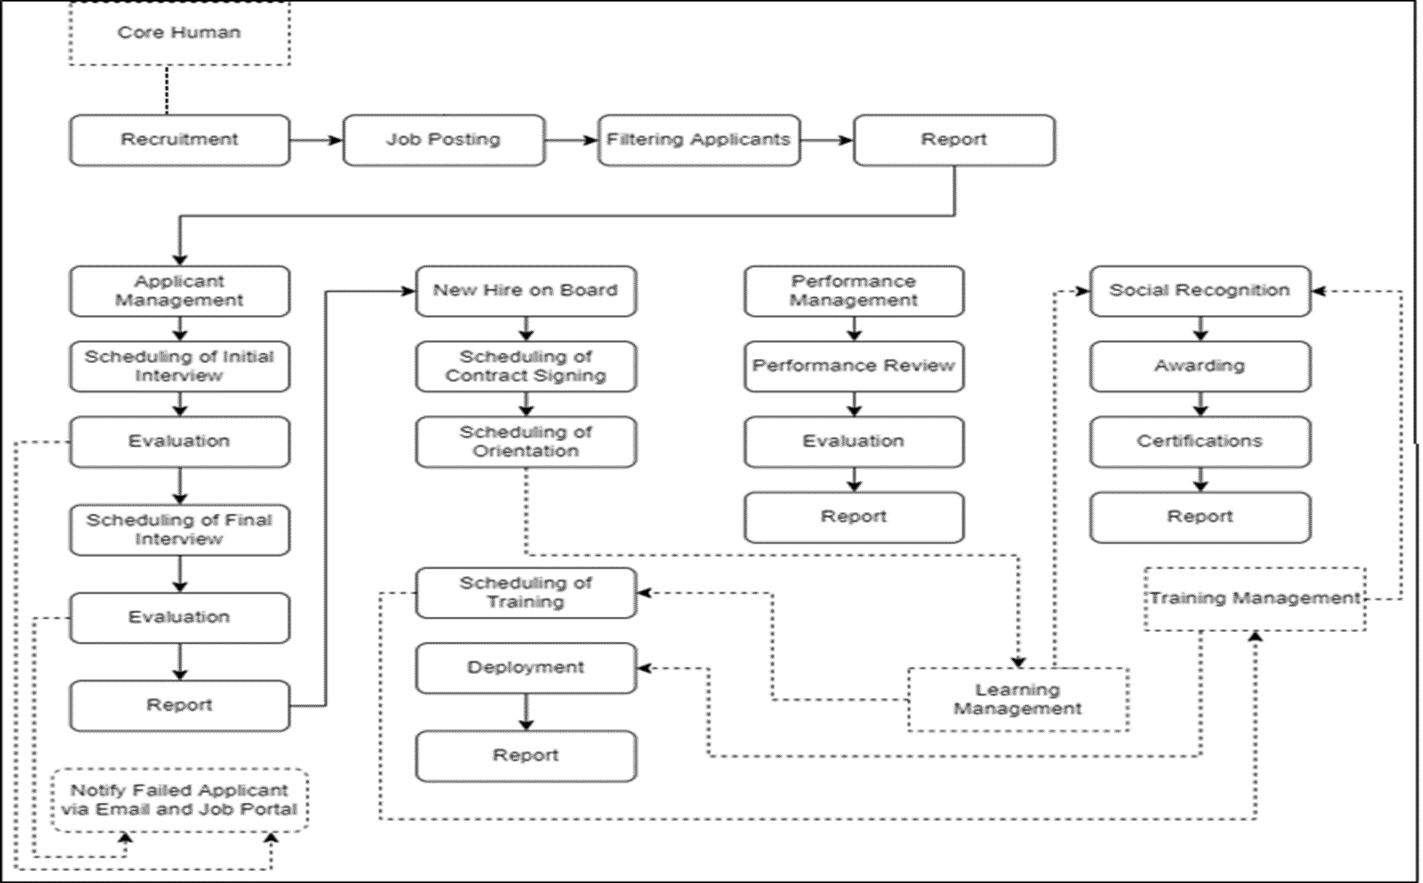 Core Human
Recruitment
Job Posting
Filtering Applicants
Report
Applicant
Management
Scheduling of Initial
Interview
Evaluation
Scheduling of Final
Interview
Evaluation
Report
Notify Failed Applicant
via Email and Job Portal
New Hire on Board
Scheduling of
Contract Signing
Scheduling of
Orientation
Scheduling of
Training
Deployment
Report
Performance
Management
Performance Review
Evaluation
Report
Social Recognition
Awarding
Certifications
Report
Training Management
Learning
Management